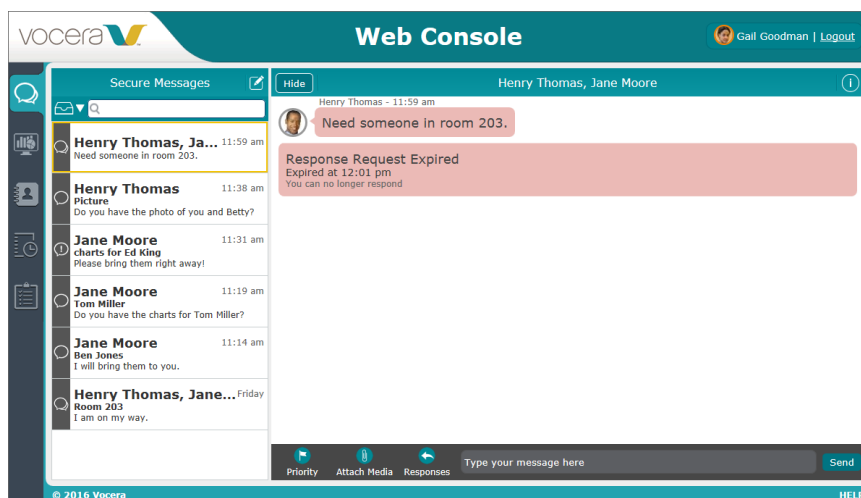 vocera
Web Console
Gail Goodman | Logout
Secure Messages
Hide
Henry Thomas, Jane Moore
Henry Thomas - 11:59 am
Need someone in room 203.
Response Request Expired
Expired at 12:01 pm
You can no longer respond
Henry Thomas, Ja... 11:59 am
Need someone in room 203.
Henry Thomas 11:38 am
Picture
Do you have the photo of you and Betty?
Jane Moore 11:31 am
charts for Ed King
Please bring them right away!
Jane Moore 11:19 am
Tom Miller
Do you have the charts for Tom Miller?
Jane Moore 11:14 am
Ben Jones
I will bring them to you.
Henry Thomas, Jane... Friday
Room 203
I am on my way.
Priority
Attach Media
Responses
Type your message here
Send
© 2016 Vocera
HELP